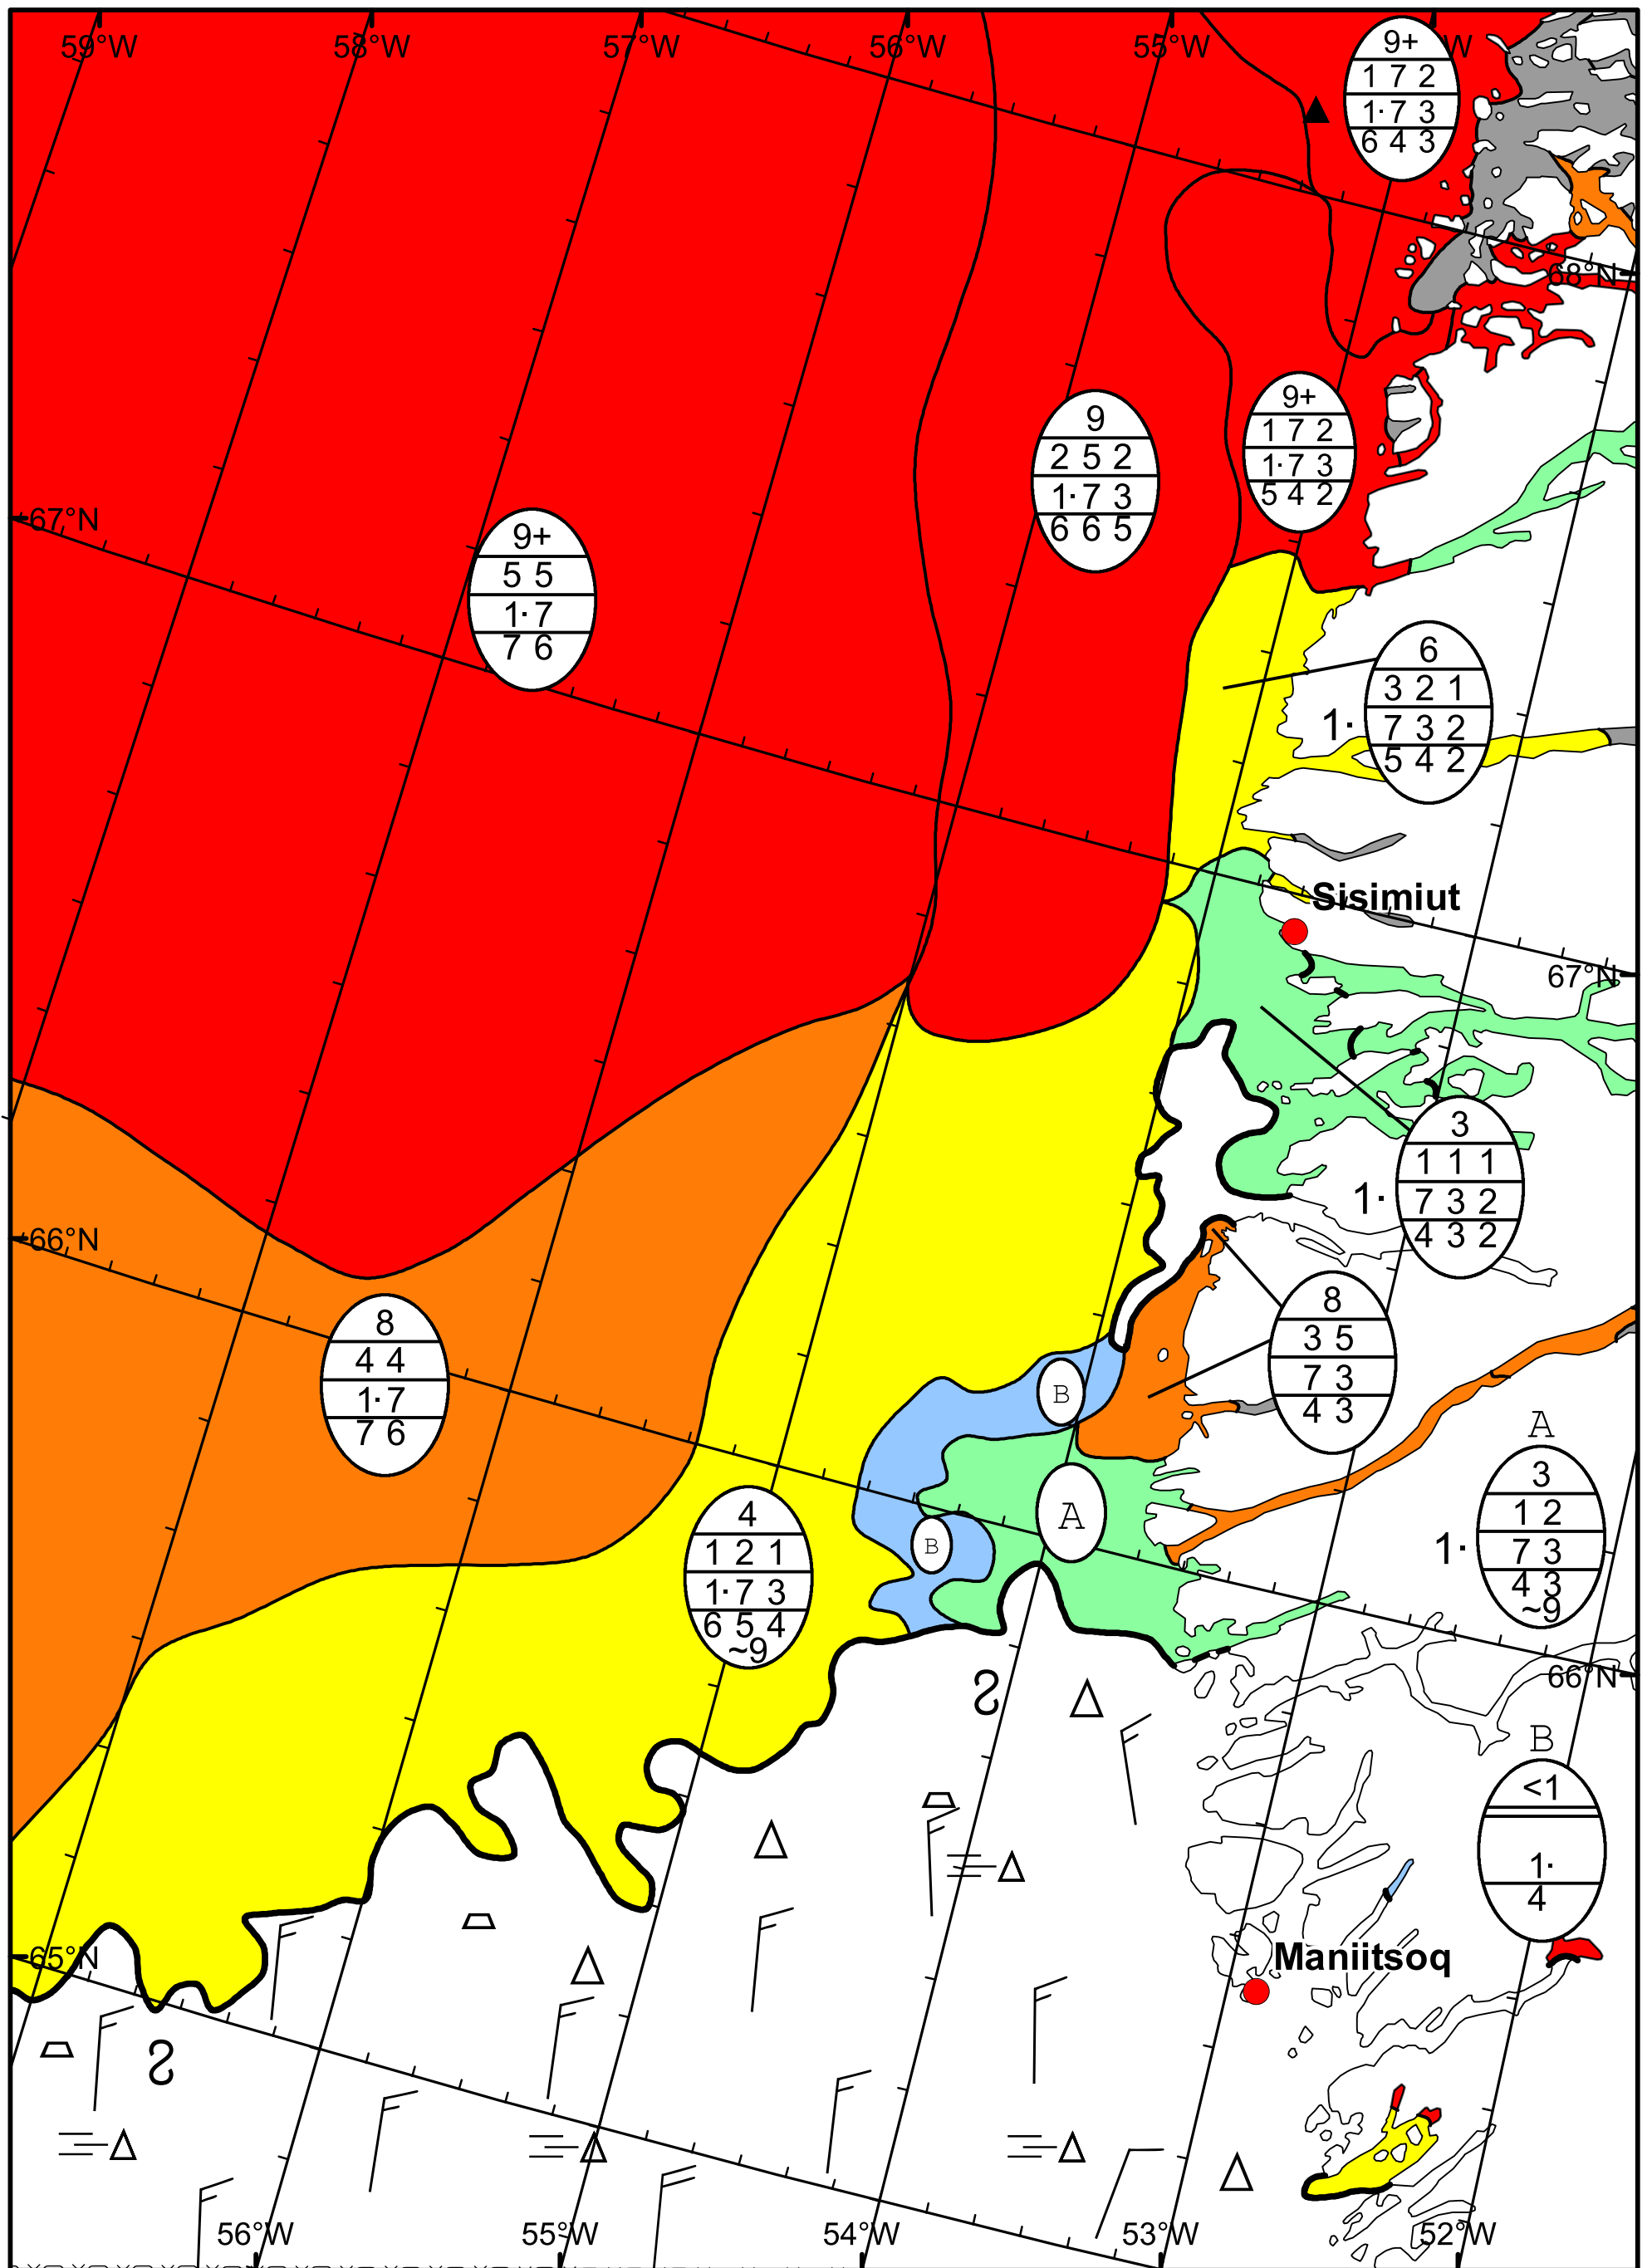 59°W
58°W
57°W
56°W
55°W
W
9+
1 7 2
1· 7 3
6 4 3
68°N
9+
1 7 2
1· 7 3
5 4 2
9
2 5 2
1· 7 3
6 6 5
67°N
9+
5 5
1· 7
7 6
6
3 2 1
1·
7 3 2
5 4 2
Sisimiut
67°N
3
1 1 1
1·
7 3 2
4 3 2
66°N
8
4 4
1· 7
7 6
8
3 5
7 3
4 3
B
A
B
A
3
1 2
1·
7 3
4 3
~9
4
1 2 1
1· 7 3
6 5 4
~9
66°N
B
<1
1·
4
65°N
Maniitsoq
56°W
55°W
54°W
53°W
52°W